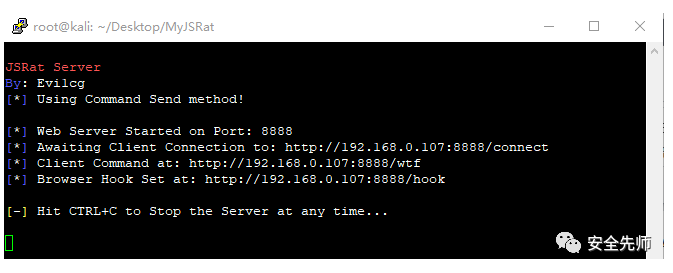 root@kali: ~/Desktop/MyJSRat
JSRat Server
By: Evilcg
[*] Using Command Send method!
[*] Web Server Started on Port: 8888
[*] Awaiting Client Connection to: http://192.168.0.107:8888/connect
[*] Client Command at: http://192.168.0.107:8888/wtf
[*] Browser Hook Set at: http://192.168.0.107:8888/hook
[-] Hit CTRL+C to Stop the Server at any time...
安全先师